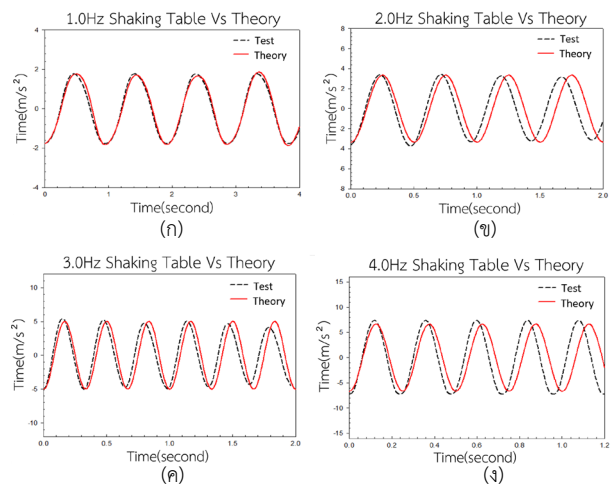 1.0Hz Shaking Table Vs Theory
Time(m/s²)
4
2
0
-2
-4
Test
Theory
0
1
2
3
4
Time(second)
(ก)
2.0Hz Shaking Table Vs Theory
Time(m/s²)
8
6
4
2
0
2
4
6
8
Test
Theory
0.0
0.5
1.0
1.5
2.0
Time(second)
(ข)
3.0Hz Shaking Table Vs Theory
Time(m/s²)
10
5
0
-5
-10
Test
Theory
0.0
0.5
1.0
1.5
2.0
Time(second)
(ค)
4.0Hz Shaking Table Vs Theory
Time(m/s²)
15
10
5
0
-5
-10
-15
Test
Theory
0.0
0.2
0.4
0.6
0.8
1.0
1.2
Time(second)
(ง)